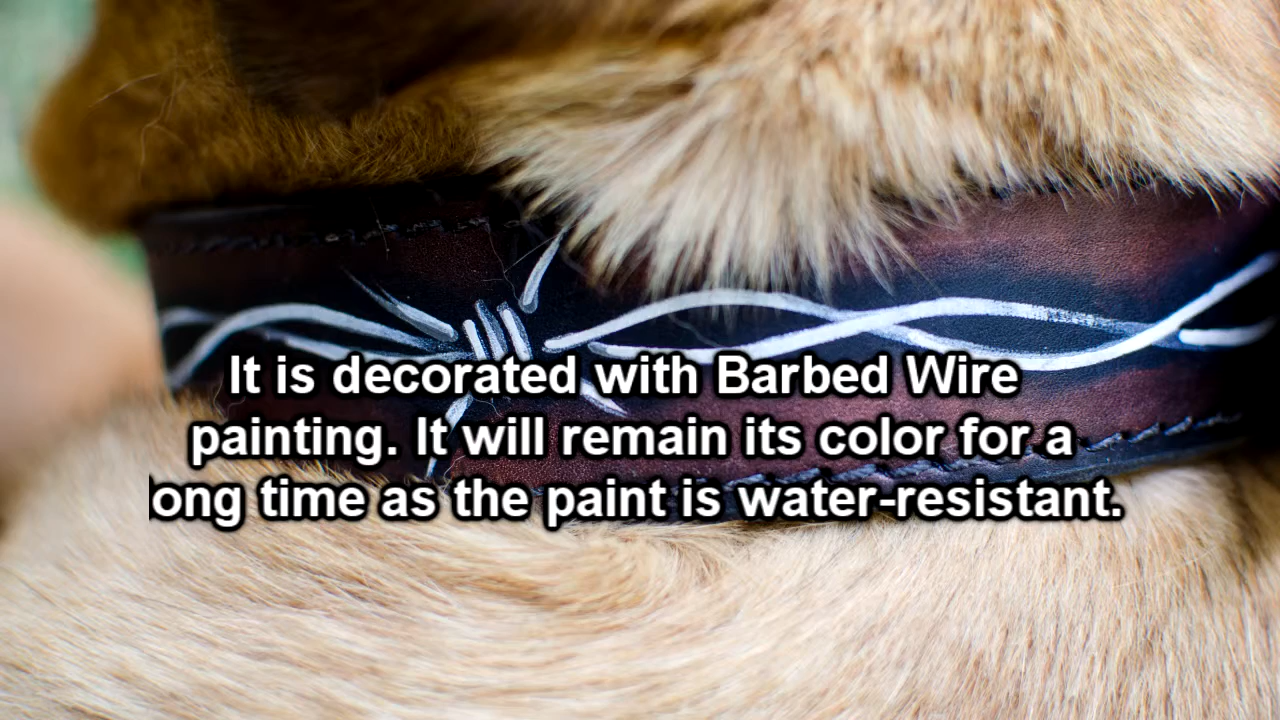 It is decorated with Barbed Wire
painting. It will remain its color for a
ong time as the paint is water-resistant.